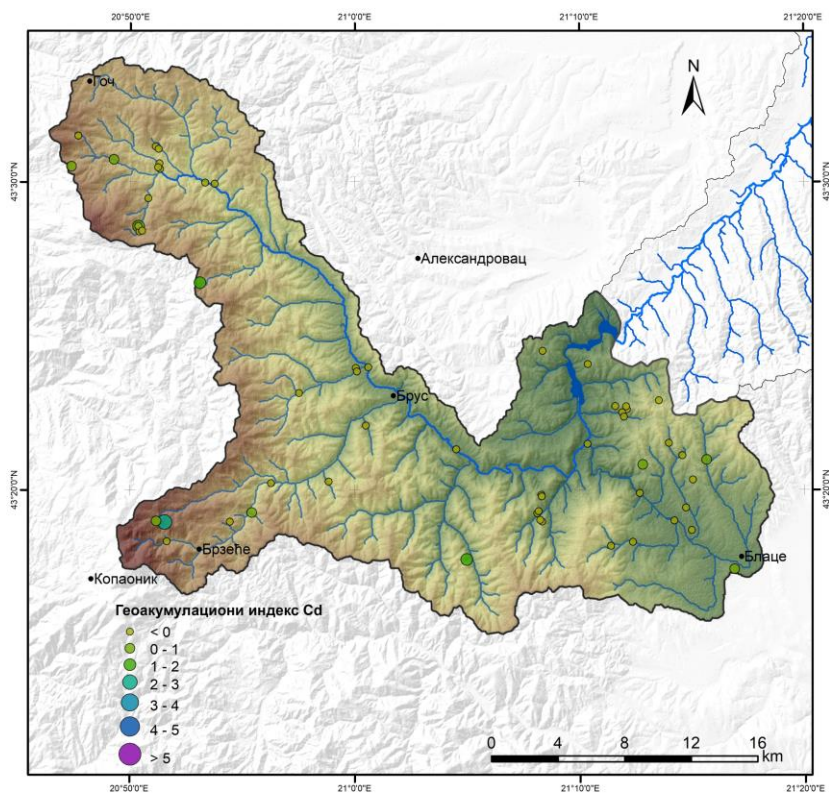 20°50'0"E 21°0'0"E 21°10'0"E 21°20'0"E
Гоч
N
43°30'0"N 43°30'0"N
Александровац
Брус
43°20'0"N 43°20'0"N
Брзеће
Блаце
Копаоник
Геоакумулациони индекс Cd
< 0
0 - 1
1 - 2
2 - 3
3 - 4
4 - 5
> 5
0 4 8 12 16
km
20°50'0"E 21°0'0"E 21°10'0"E 21°20'0"E